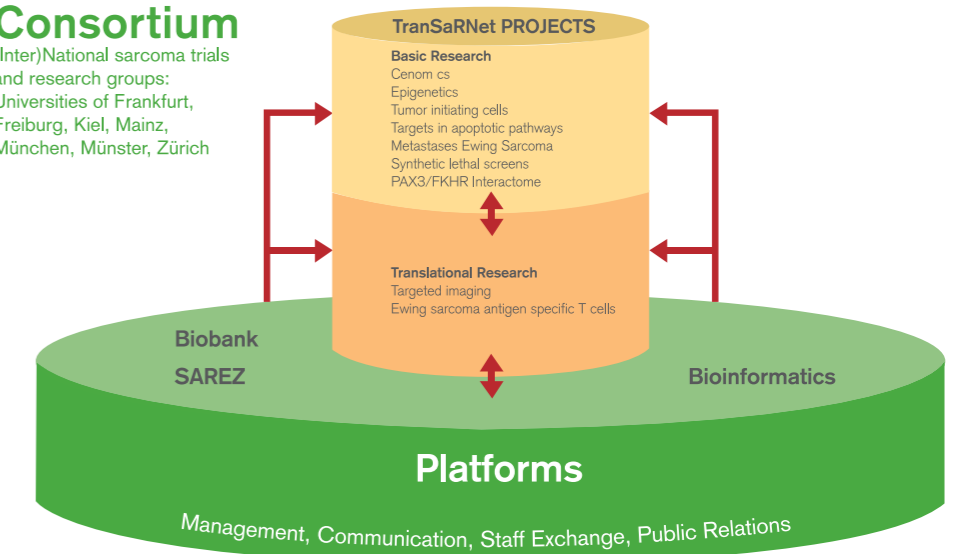 Consortium
(Inter)National sarcoma trials
and research groups:
Universities of Frankfurt,
Freiburg, Kiel, Mainz,
München, Münster, Zürich
TranSaRNet PROJECTS
Basic Research
Cenom cs
Epigenetics
Tumor initiating cells
Targets in apoptotic pathways
Metastases Ewing Sarcoma
Synthetic lethal screens
PAX3/FKHR Interactome
Translational Research
Targeted imaging
Ewing sarcoma antigen specific T cells
Biobank
SAREZ
Bioinformatics
Platforms
Management, Communication, Staff Exchange, Public Relations